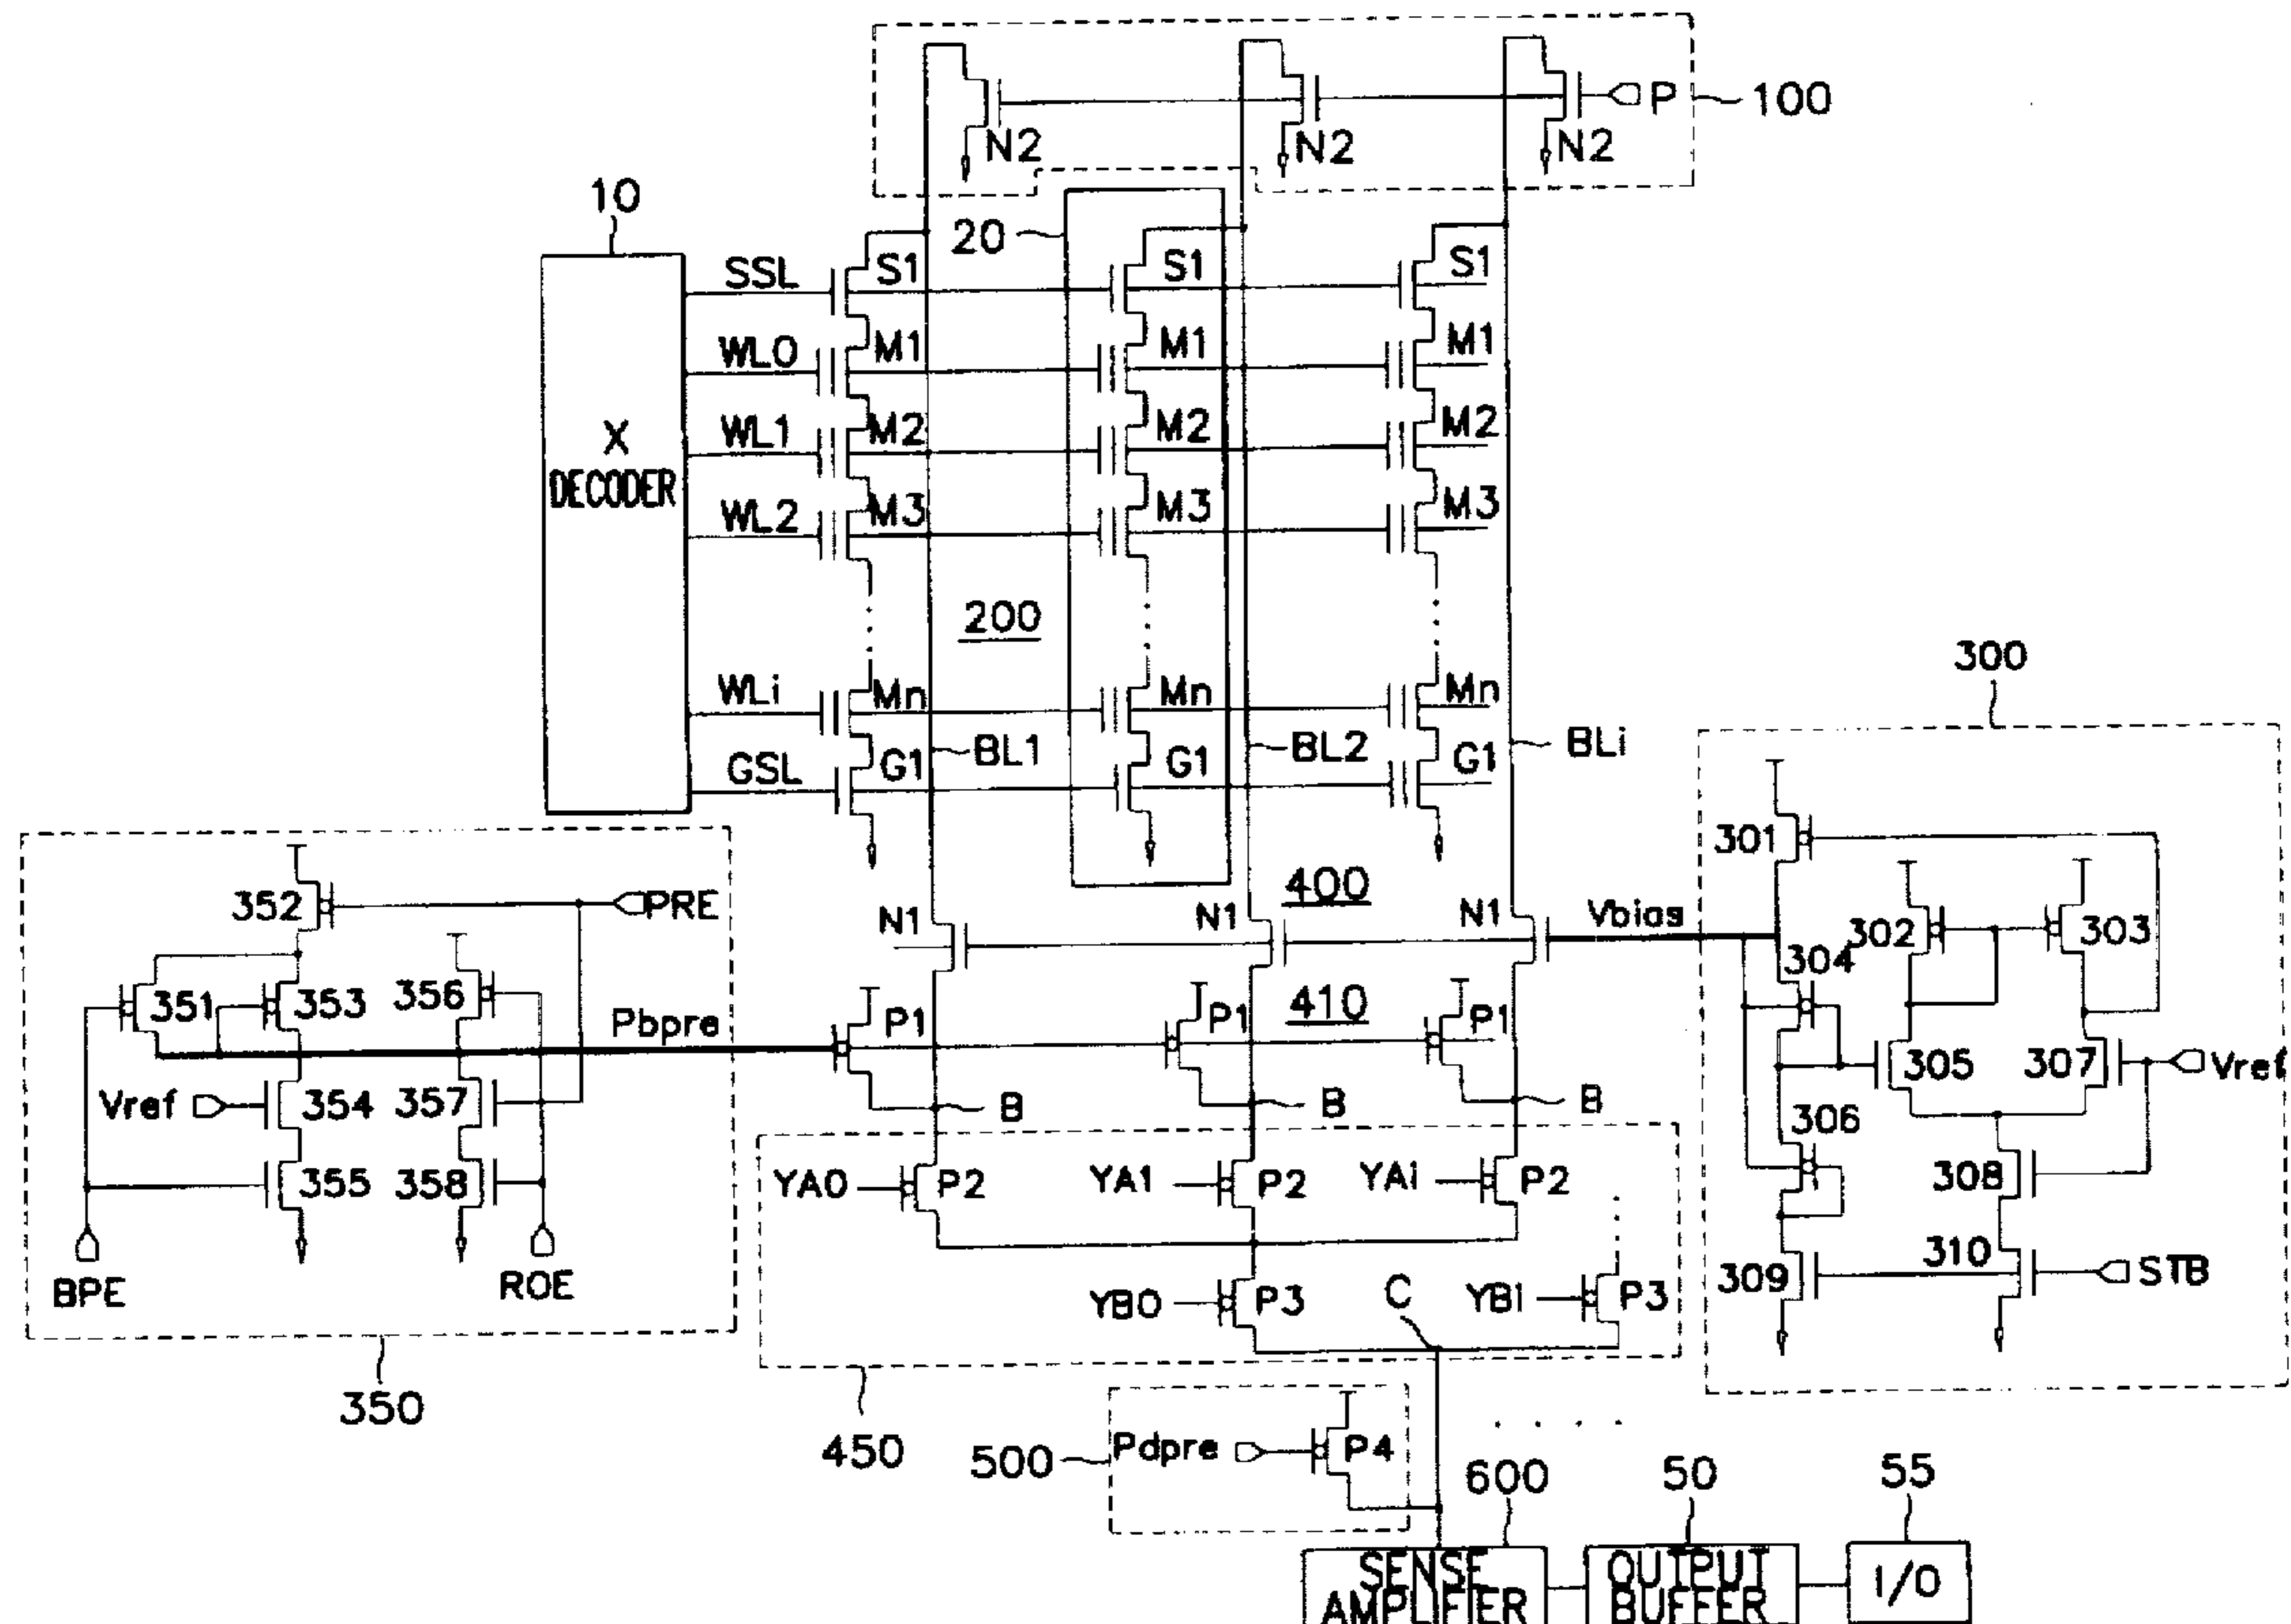 P
100
N2 N2 N2
10
20
X
DECODER
SSL S1 S1 S1
WL0 M1 M1 M1
WL1 M2 M2 M2
WL2 M3 M3 M3
200
WLi Mn Mn Mn
BL1 BL2 BLi
GSL G1 G1 G1
300
301
400
352 PRE
N1 N1 N1 Vbias
302 303
304
351 353 356
Pbpre P1 P1 410 P1
305 307 Vref
Vref 354 357
B B B
306
355 358
YA0 P2 YA1 P2 YAi P2
308
BPE ROE
309 310 STB
YB0 P3 C YBi P3
350
450
500 Pdpre P4
600 50 55
SENSE
AMPLIFIER
OUTPUT
BUFFER
I/O